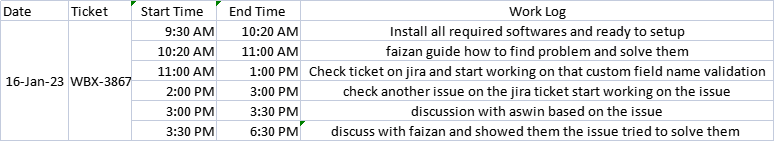 Date Ticket Start Time End Time Work Log
9:30 AM 10:20 AM Install all required softwares and ready to setup
10:20 AM 11:00 AM faizan guide how to find problem and solve them
11:00 AM 1:00 PM Check ticket on jira and start working on that custom field name validation
16-Jan-23 WBX-3867 2:00 PM 3:00 PM check another issue on the jira ticket start working on the issue
3:00 PM 3:30 PM discussion with aswin based on the issue
3:30 PM 6:30 PM discuss with faizan and showed them the issue tried to solve them